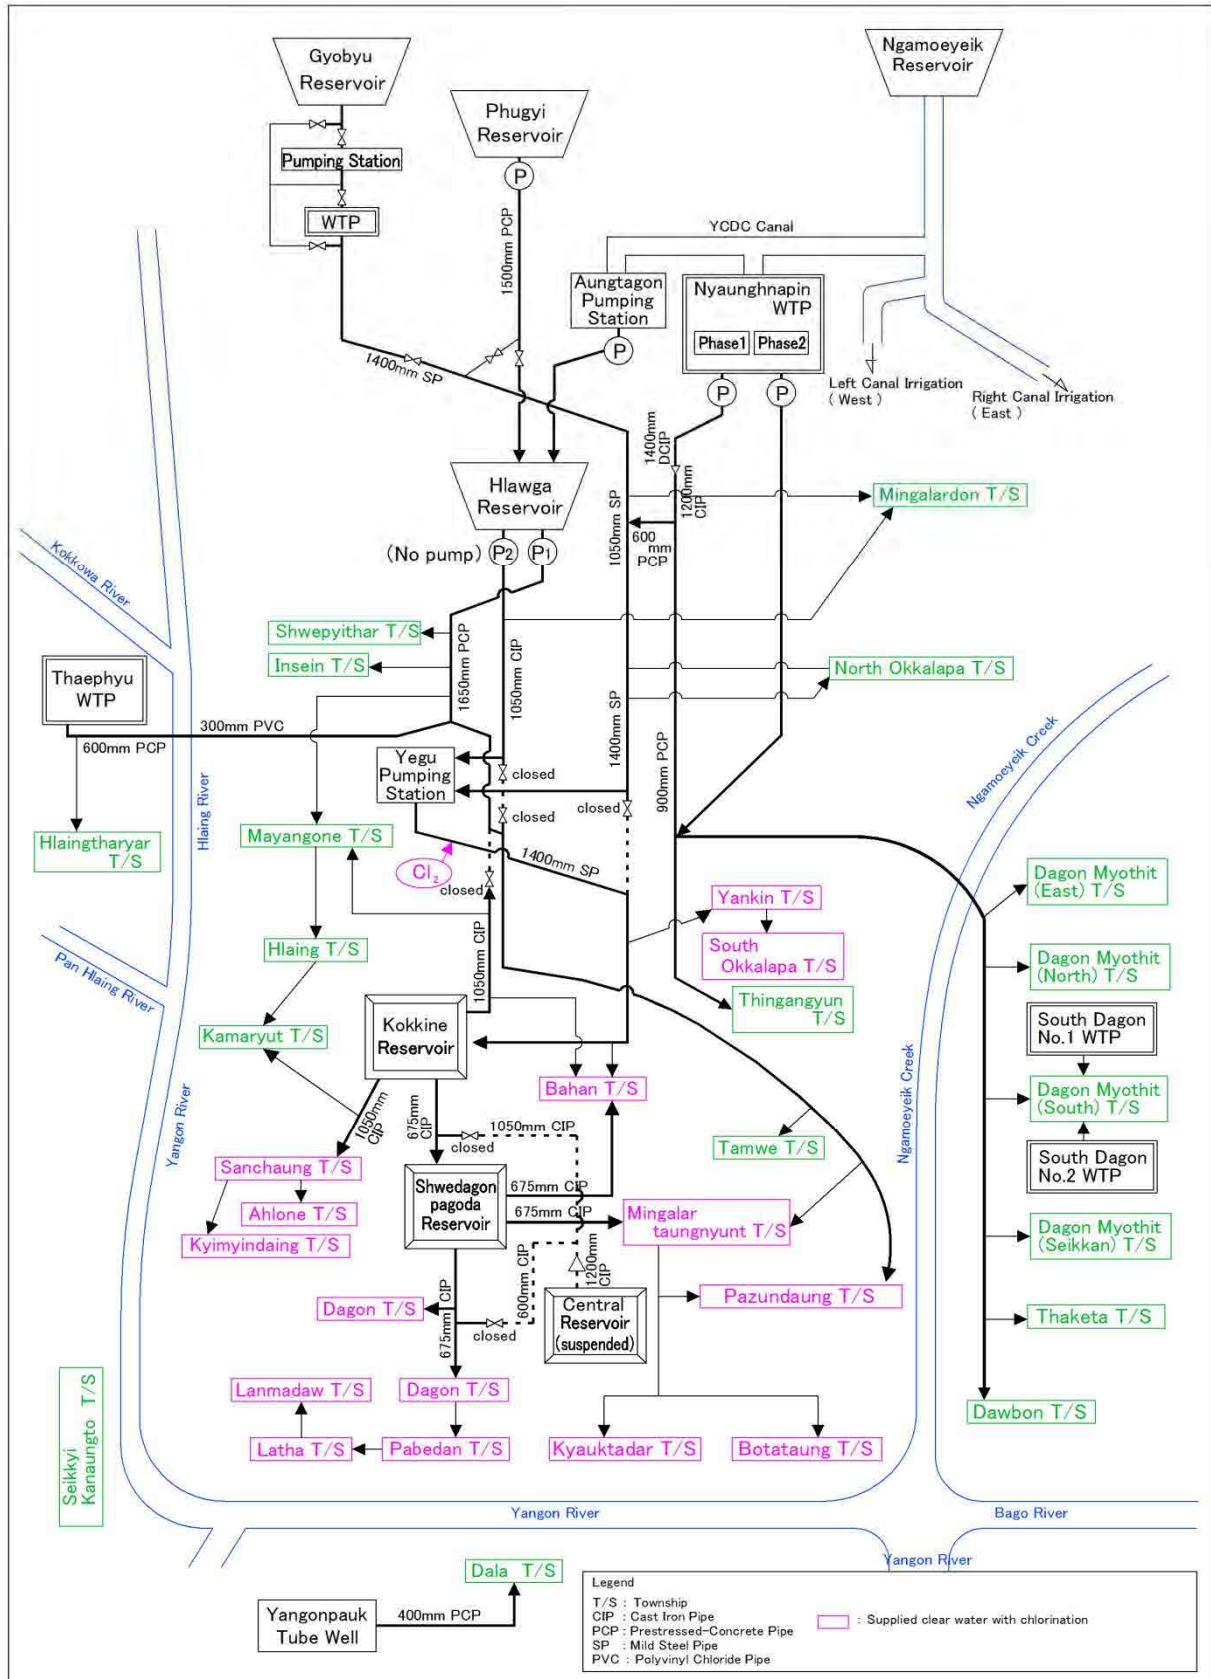 Gyobyu
Reservoir
Phugyi
Reservoir
Ngamoeyeik
Reservoir
Pumping Station
WTP
P
1500mm PCP
YCDC Canal
Aungtagon
Pumping
Station
P
Nyaunghnapin
WTP
Phase1
Phase2
P
P
Left Canal Irrigation
( West )
Right Canal Irrigation
( East )
1400mm SP
1400mm
DCIP
1200mm
CIP
1050mm SP
600
mm
PCP
Hlawga
Reservoir
(No pump)
P2
P1
Mingalardon T/S
Kokkowa River
Shwepyithar T/S
Insein T/S
1650mm PCP
1050mm CIP
1400mm SP
900mm PCP
North Okkalapa T/S
Thaephyu
WTP
300mm PVC
600mm PCP
Hlaing River
Ngamoeyeik Creek
Yegu
Pumping
Station
closed
closed
closed
Hlaingtharyar
T/S
Mayangone T/S
Cl2
1400mm SP
closed
Yankin T/S
South
Okkalapa T/S
Dagon Myothit
(East) T/S
Hlaing T/S
1050mm CIP
Dagon Myothit
(North) T/S
Pan Hlaing River
Thingangyun
T/S
Kamaryut T/S
Kokkine
Reservoir
South Dagon
No.1 WTP
Ngamoeyeik Creek
Yangon River
Bahan T/S
Dagon Myothit
(South) T/S
1050mm
CIP
675mm
CIP
1050mm CIP
closed
Tamwe T/S
South Dagon
No.2 WTP
Sanchaung T/S
Shwedagon
pagoda
Reservoir
675mm CIP
675mm CIP
Ahlone T/S
Kyimyindaing T/S
Mingalar
taungnyunt T/S
Dagon Myothit
(Seikkan) T/S
600mm CIP
1200mm
CIP
Dagon T/S
675mm CIP
closed
Central
Reservoir
(suspended)
Pazundaung T/S
Thaketa T/S
Lanmadaw T/S
Dagon T/S
Dawbon T/S
Seikkyi
Kanaungto T/S
Latha T/S
Pabedan T/S
Kyauktadar T/S
Botataung T/S
Yangon River
Bago River
Yangon River
Dala T/S
Yangonpauk
Tube Well
400mm PCP
Legend
T/S : Township
CIP : Cast Iron Pipe
PCP : Prestressed-Concrete Pipe
SP : Mild Steel Pipe
PVC : Polyvinyl Chloride Pipe
: Supplied clear water with chlorination